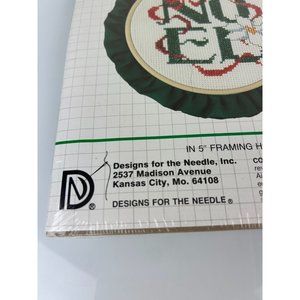 NO
EL
IN 5" FRAMING H
Designs for the Needle, Inc.
2537 Madison Avenue
Kansas City, Mo. 64108
DESIGNS FOR THE NEEDLE®
CO
N